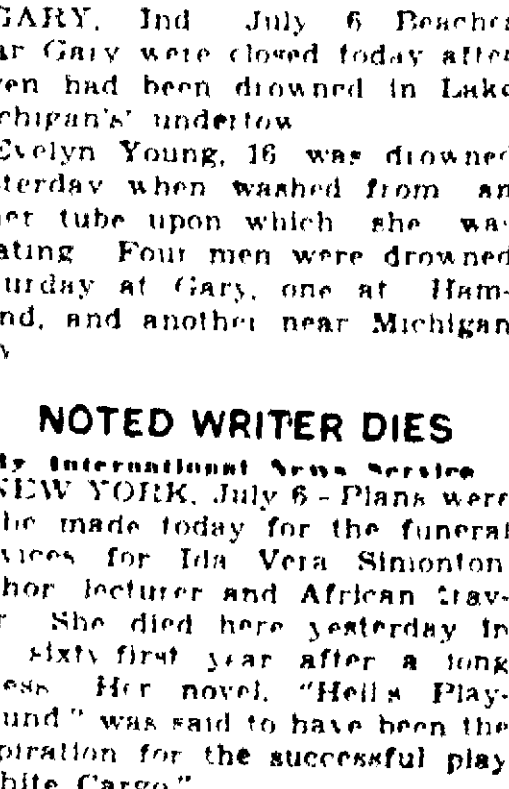 GARY, Ind July 6 Beaches
ar Gary were closed today after
ven had been drowned in Lake
chigan's' undertow
Evelyn Young, 16 was drowned
sterday when washed from an
ner tube upon which she was
ating Four men were drowned
turday at Gary, one at Ham-
nd, and another near Michigan
y
NOTED WRITER DIES
By International News Service
NEW YORK, July 6 - Plans were
be made today for the funeral
vices for Ida Vera Simonton
thor lecturer and African trav-
r She died here yesterday in
sixty first year after a long
ess Her novel, "Hell's Play-
und" was said to have been the
piration for the successful play
hite Cargo"